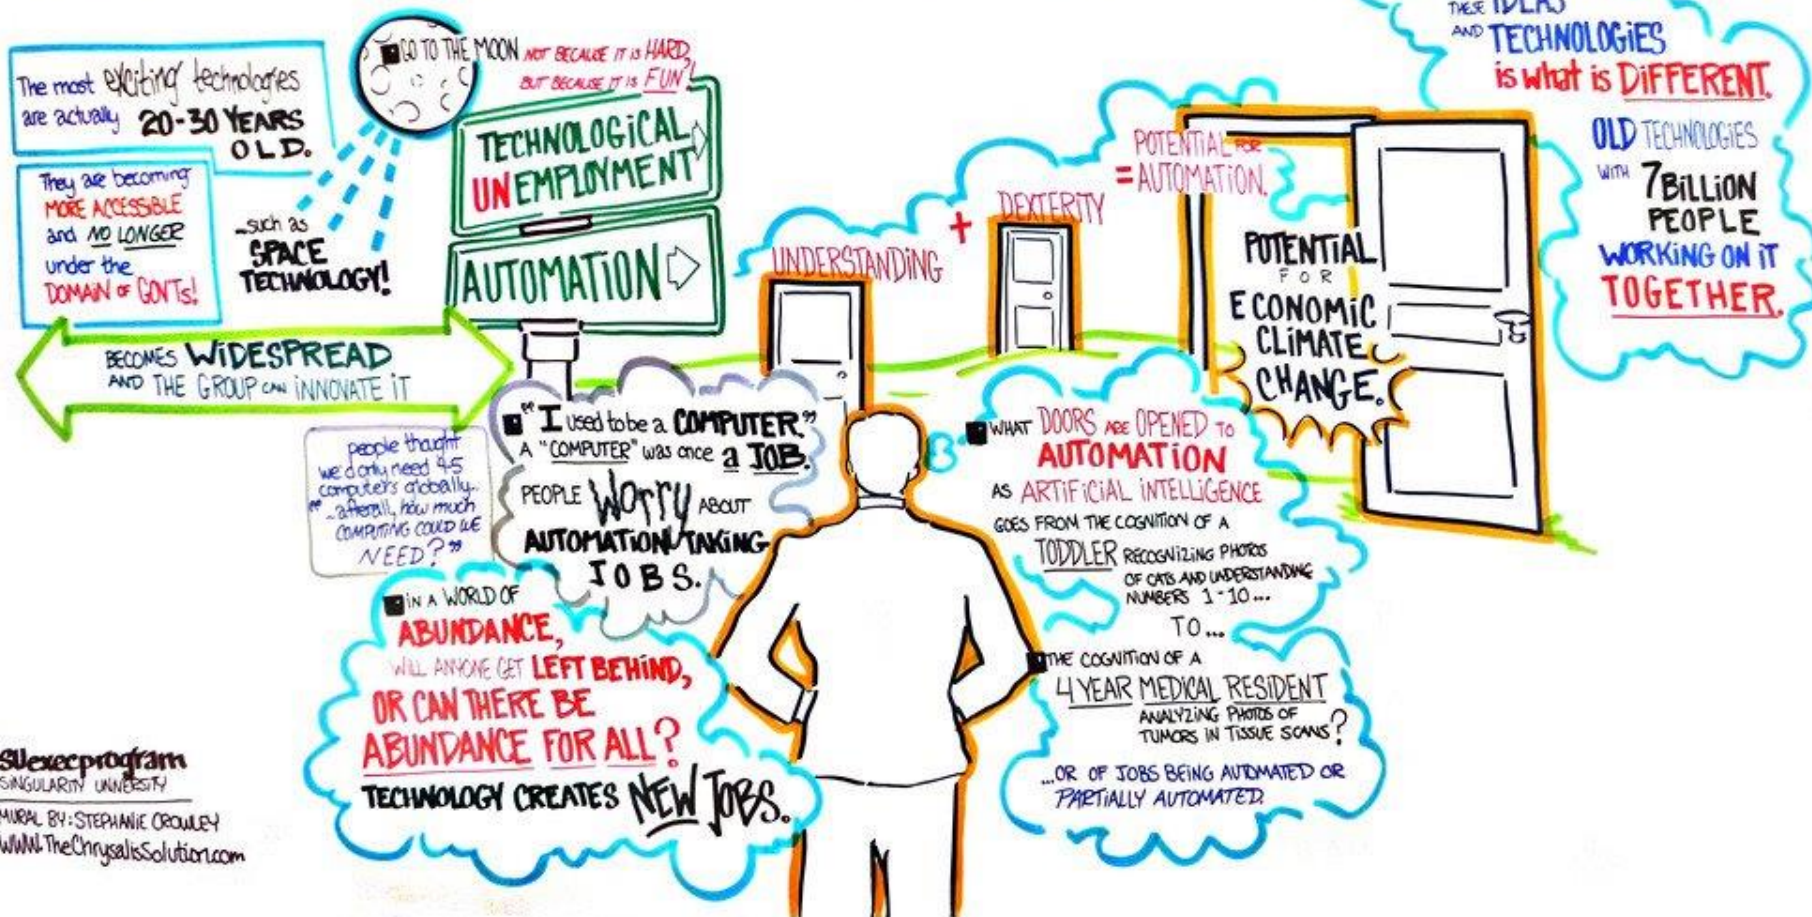 The most exciting technologies
are actually 20-30 YEARS
OLD.
They are becoming
MORE ACCESSIBLE
and NO LONGER
under the
DOMAIN OF GOVTs!
...such as
SPACE
TECHNOLOGY!
GO TO THE MOON NOT BECAUSE IT IS HARD,
BUT BECAUSE IT IS FUN!
TECHNOLOGICAL
UNEMPLOYMENT
AUTOMATION
BECOMES WIDESPREAD
AND THE GROUP CAN INNOVATE IT
people thought
we'd only need 4-5
computers globally...
"...afterall, how much
COMPUTING COULD WE
NEED?"
"I used to be a COMPUTER."
A "COMPUTER" was once a JOB.
PEOPLE WORRY ABOUT
AUTOMATION TAKING
JOBS.
IN A WORLD OF
ABUNDANCE,
WILL ANYONE GET LEFT BEHIND,
OR CAN THERE BE
ABUNDANCE FOR ALL?
TECHNOLOGY CREATES NEW JOBS.
UNDERSTANDING
+
DEXTERITY
POTENTIAL FOR
= AUTOMATION.
POTENTIAL
FOR
ECONOMIC
CLIMATE
CHANGE.
WHAT DOORS ARE OPENED TO
AUTOMATION
AS ARTIFICIAL INTELLIGENCE
GOES FROM THE COGNITION OF A
TODDLER RECOGNIZING PHOTOS
OF CATS AND UNDERSTANDING
NUMBERS 1-10...
TO...
THE COGNITION OF A
4 YEAR MEDICAL RESIDENT
ANALYZING PHOTOS OF
TUMORS IN TISSUE SCANS?
...OR OF JOBS BEING AUTOMATED OR
PARTIALLY AUTOMATED.
THESE IDEAS
AND TECHNOLOGIES
is what is DIFFERENT.
OLD TECHNOLOGIES
WITH 7 BILLION
PEOPLE
WORKING ON IT
TOGETHER.
SUexecprogram
SINGULARITY UNIVERSITY
MURAL BY: STEPHANIE CROWLEY
WWW.TheChrysalisSolution.com